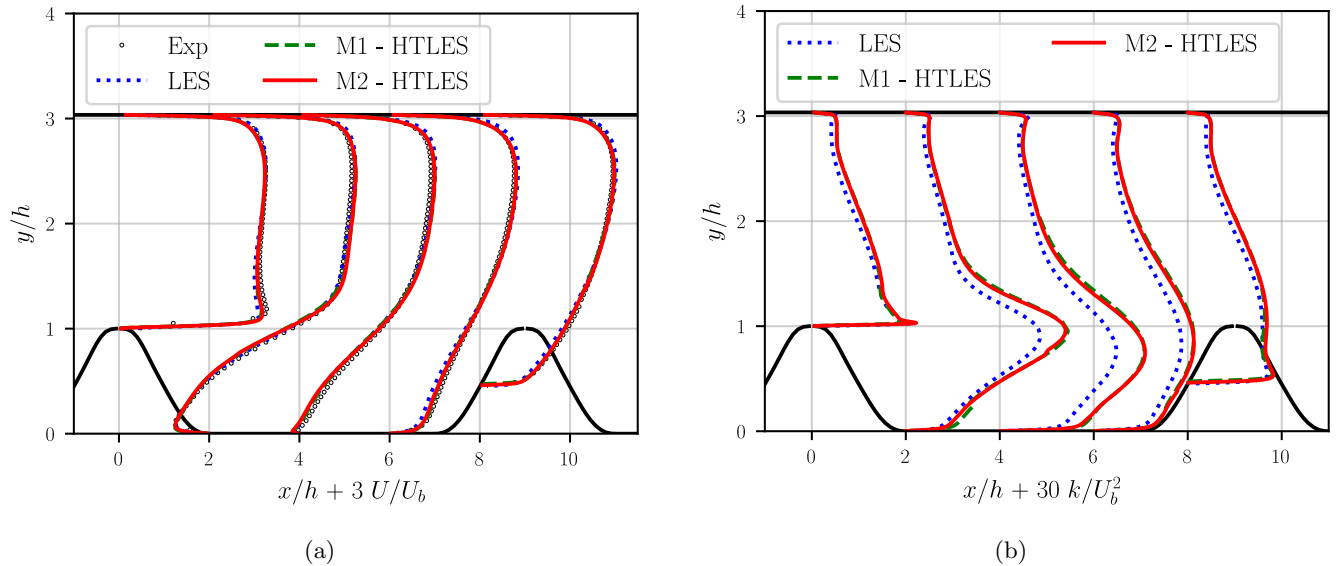 Exp
LES
M1 - HTLES
M2 - HTLES
4
3
2
1
0
y/h
0 2 4 6 8 10
x/h + 3 U/U_b
(a)
LES
M1 - HTLES
M2 - HTLES
4
3
2
1
0
y/h
0 2 4 6 8 10
x/h + 30 k/U_b^2
(b)